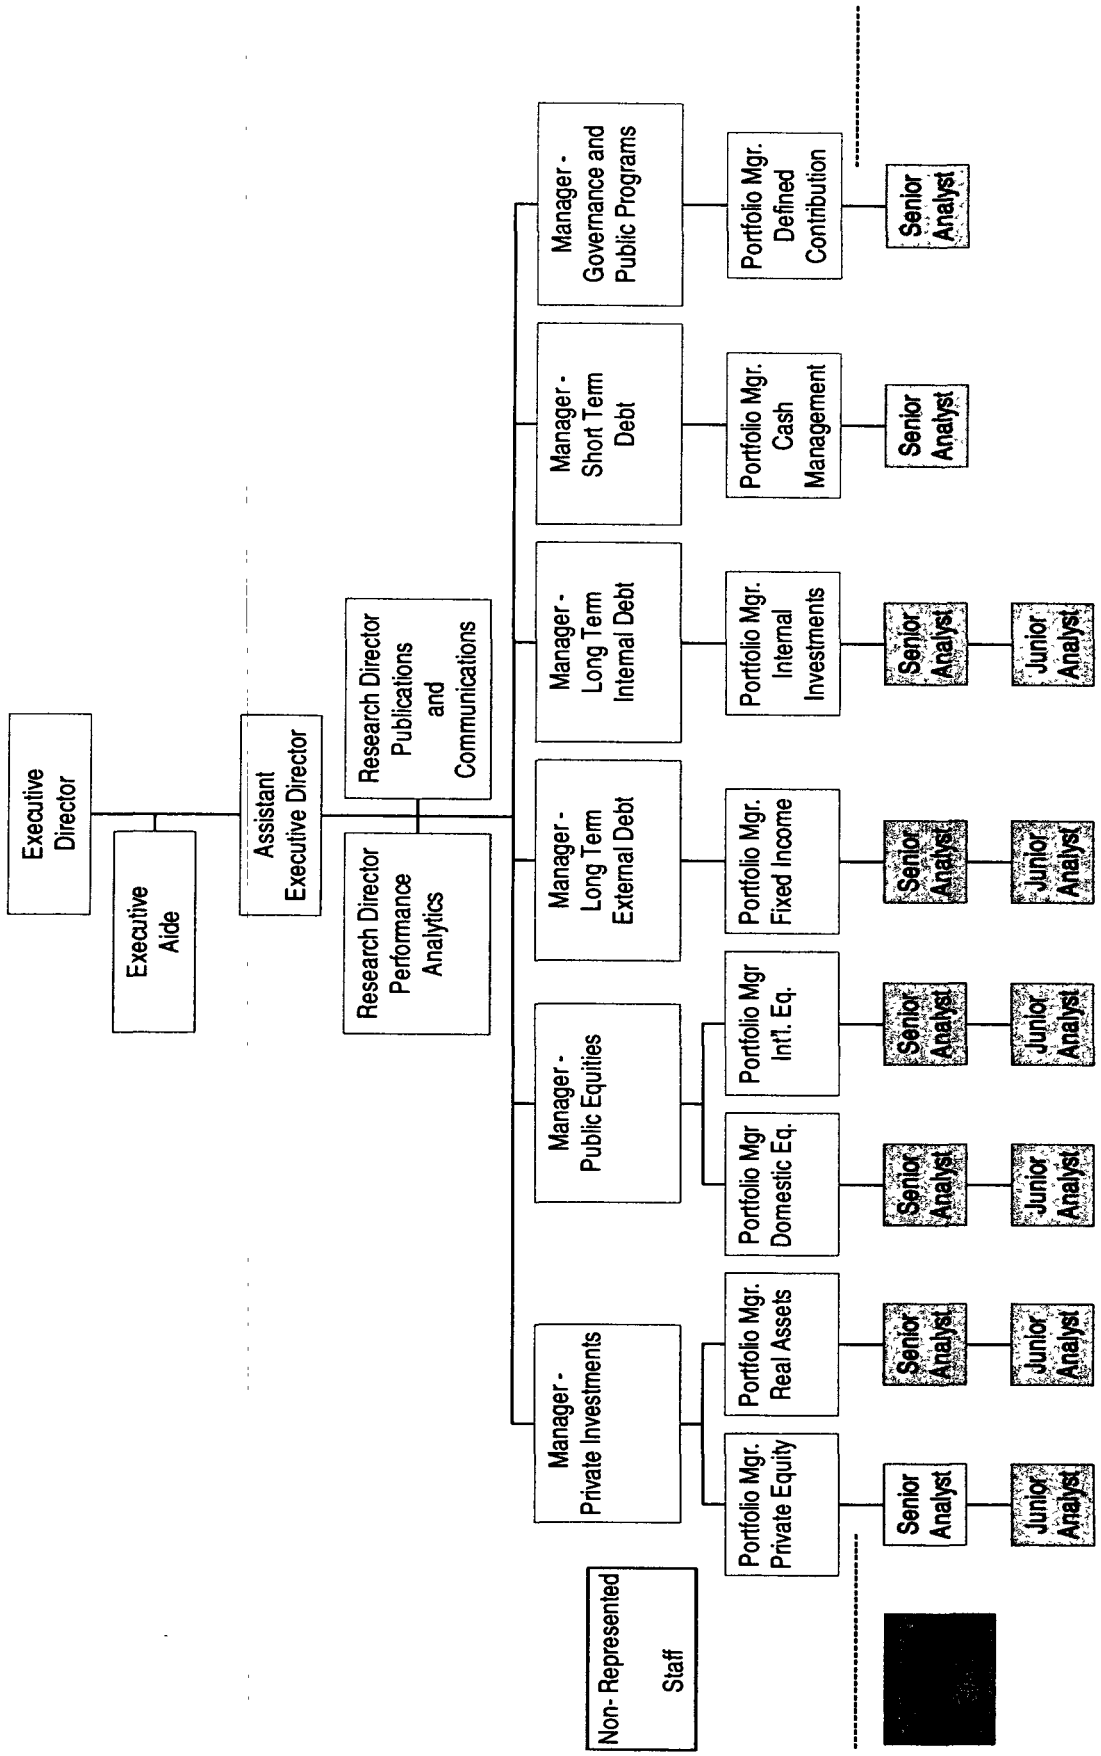 Executive
Director
Executive
Aide
Assistant
Executive Director
Research Director
Performance
Analytics
Research Director
Publications
and
Communications
Manager -
Private Investments
Manager -
Public Equities
Manager -
Long Term
External Debt
Manager -
Long Term
Internal Debt
Manager -
Short Term
Debt
Manager -
Governance and
Public Programs
Non- Represented
Staff
Portfolio Mgr.
Private Equity
Portfolio Mgr.
Real Assets
Portfolio Mgr
Domestic Eq.
Portfolio Mgr
Int'l. Eq.
Portfolio Mgr.
Fixed Income
Portfolio Mgr.
Internal
Investments
Portfolio Mgr.
Cash
Management
Portfolio Mgr.
Defined
Contribution
Senior
Analyst
Senior
Analyst
Senior
Analyst
Senior
Analyst
Senior
Analyst
Senior
Analyst
Senior
Analyst
Senior
Analyst
Junior
Analyst
Junior
Analyst
Junior
Analyst
Junior
Analyst
Junior
Analyst
Junior
Analyst